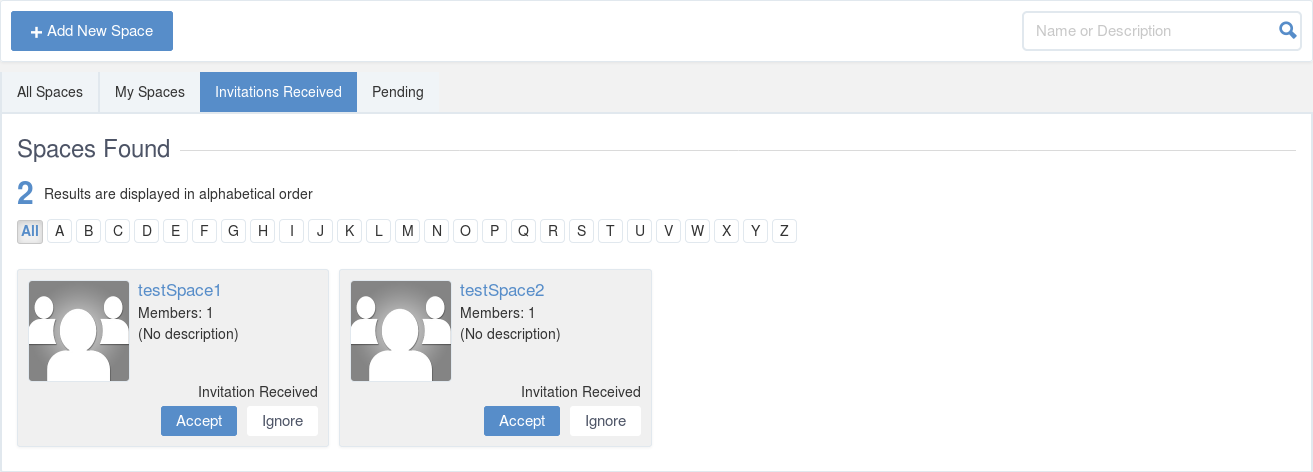 Add New Space
Name or Description
All Spaces My Spaces Invitations Received Pending
Spaces Found
2 Results are displayed in alphabetical order
All A B C D E F G H I J K L M N O P Q R S T U V W X Y Z
testSpace1
Members: 1
(No description)
Invitation Received
Accept Ignore
testSpace2
Members: 1
(No description)
Invitation Received
Accept Ignore